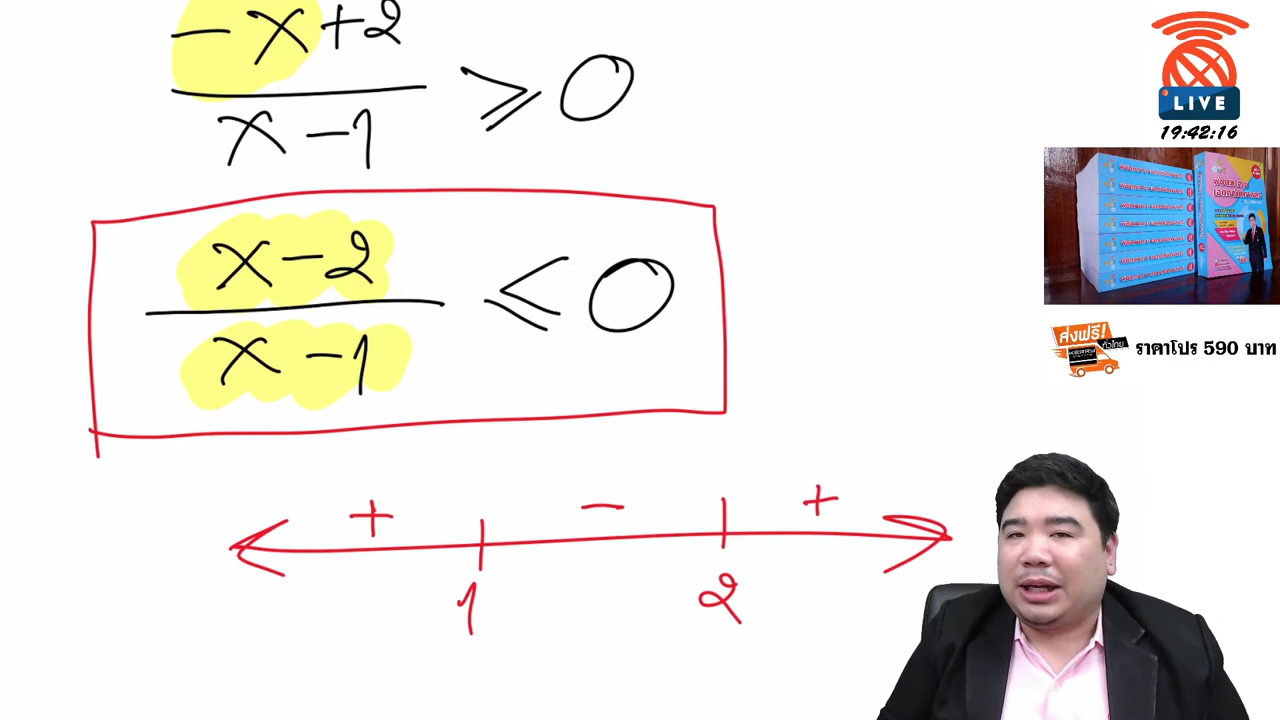 -x+2
x-1
≥ 0
x-2
x-1
≤ 0
+ - +
1 2
LIVE
19:42:16
ส่งฟรี!
ทั่วไทย
KERRY
ราคาโปร 590 บาท